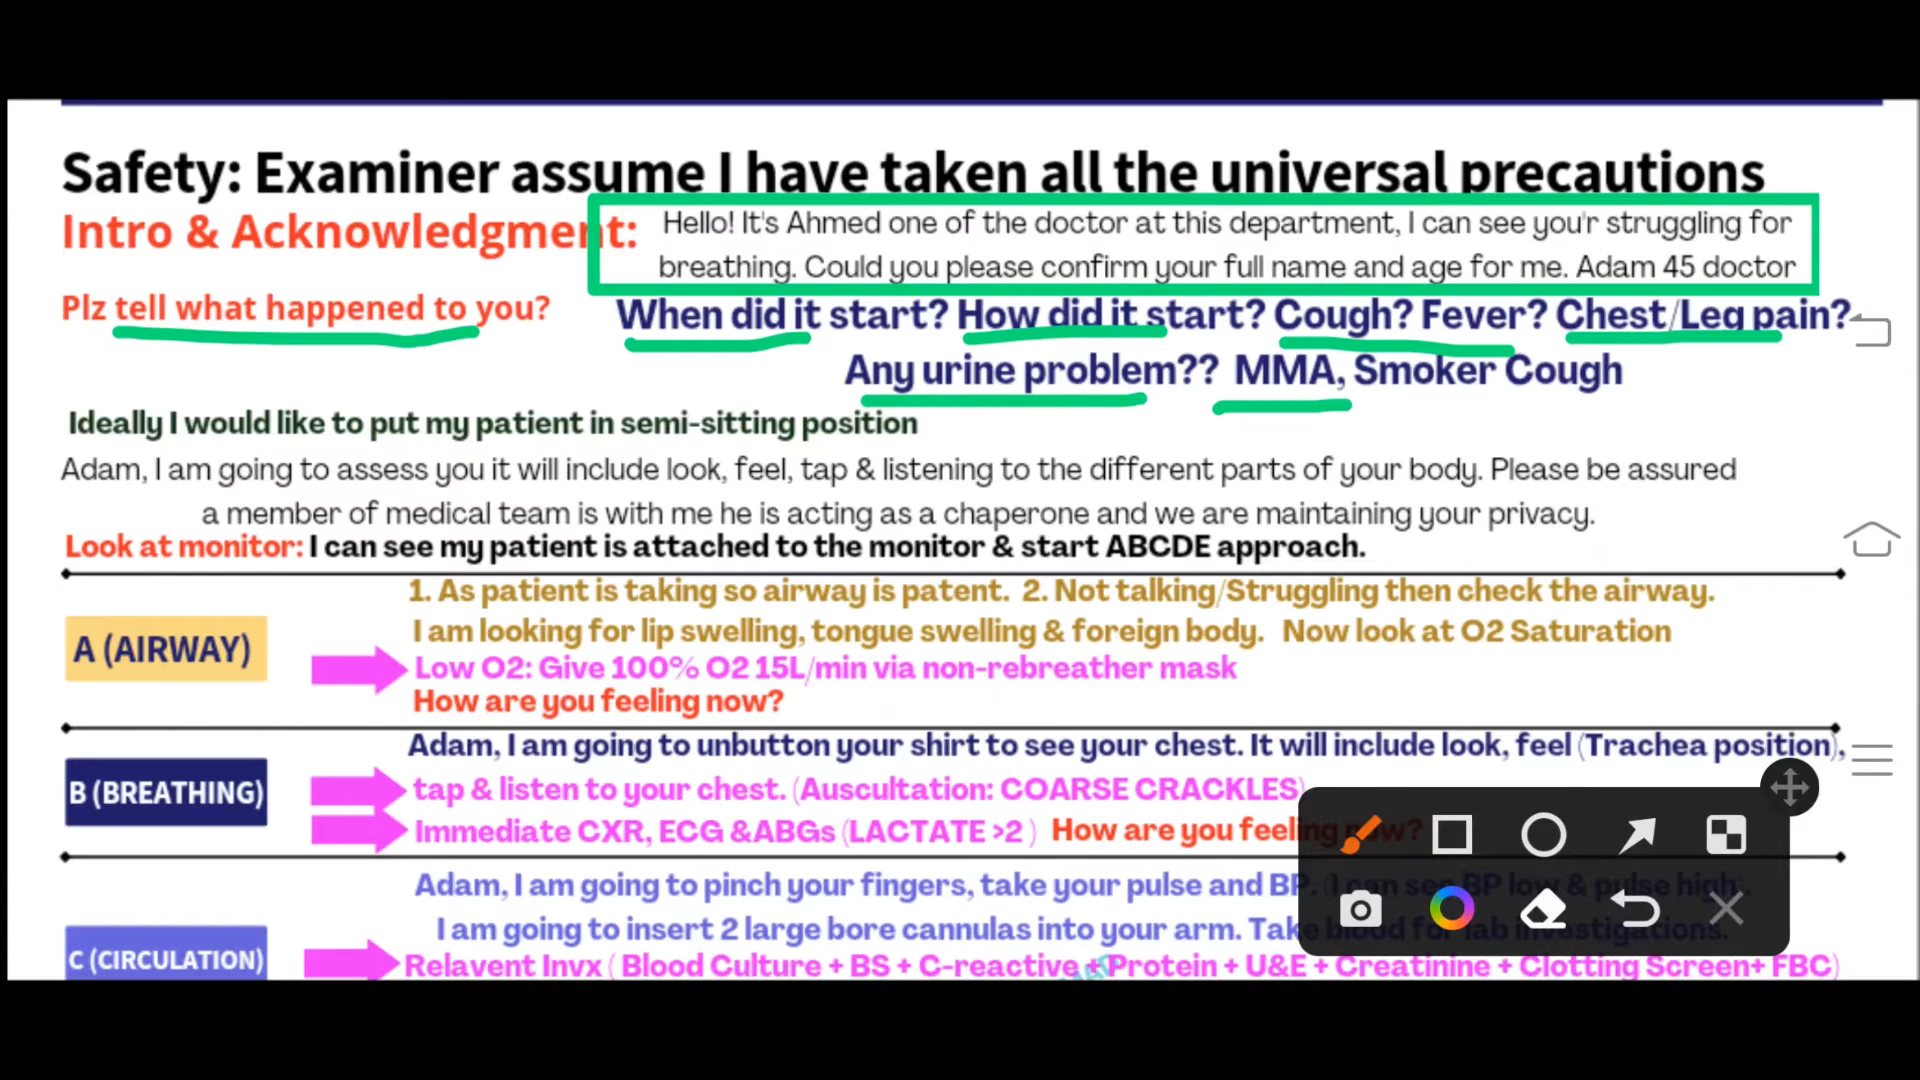 Safety: Examiner assume I have taken all the universal precautions
Intro & Acknowledgment: Hello! It's Ahmed one of the doctor at this department, I can see you'r struggling for
breathing. Could you please confirm your full name and age for me. Adam 45 doctor
Plz tell what happened to you? When did it start? How did it start? Cough? Fever? Chest/Leg pain?
Any urine problem?? MMA, Smoker Cough
Ideally I would like to put my patient in semi-sitting position
Adam, I am going to assess you it will include look, feel, tap & listening to the different parts of your body. Please be assured
a member of medical team is with me he is acting as a chaperone and we are maintaining your privacy.
Look at monitor: I can see my patient is attached to the monitor & start ABCDE approach.
1. As patient is taking so airway is patent. 2. Not talking/Struggling then check the airway.
A (AIRWAY) I am looking for lip swelling, tongue swelling & foreign body. Now look at O2 Saturation
Low O2: Give 100% O2 15L/min via non-rebreather mask
How are you feeling now?
Adam, I am going to unbutton your shirt to see your chest. It will include look, feel (Trachea position),
B (BREATHING) tap & listen to your chest. (Auscultation: COARSE CRACKLES)
Immediate CXR, ECG &ABGs (LACTATE >2 ) How are you feeling now?
Adam, I am going to pinch your fingers, take your pulse and BP. (I can see BP low & pulse high).
I am going to insert 2 large bore cannulas into your arm. Take blood for lab investigations.
C (CIRCULATION) Relavent Invx ( Blood Culture + BS + C-reactive + Protein + U&E + Creatinine + Clotting Screen+ FBC)